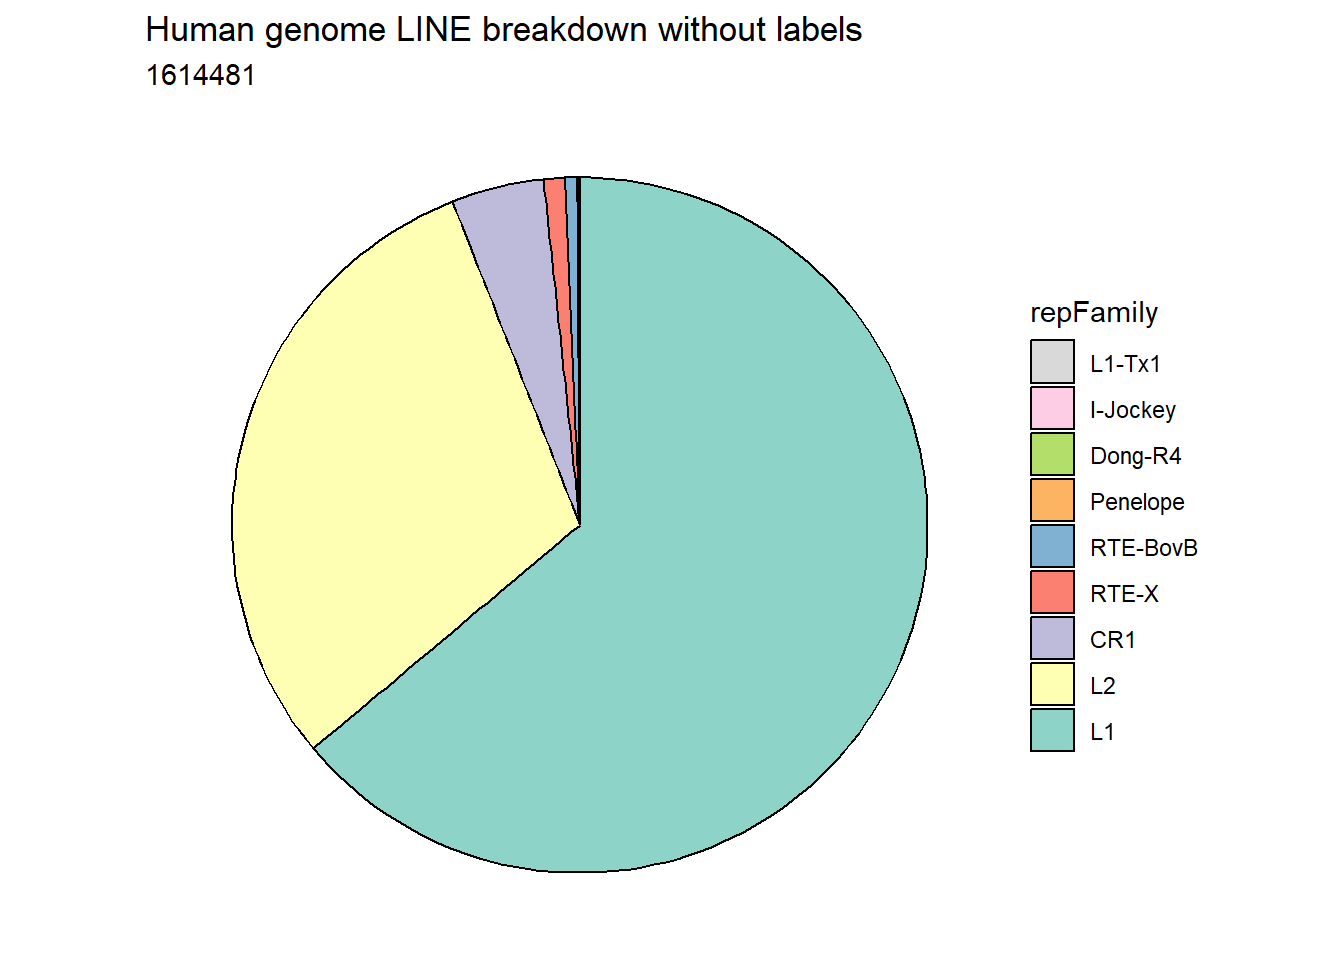 Human genome LINE breakdown without labels
1614481
repFamily
L1-Tx1
I-Jockey
Dong-R4
Penelope
RTE-BovB
RTE-X
CR1
L2
L1